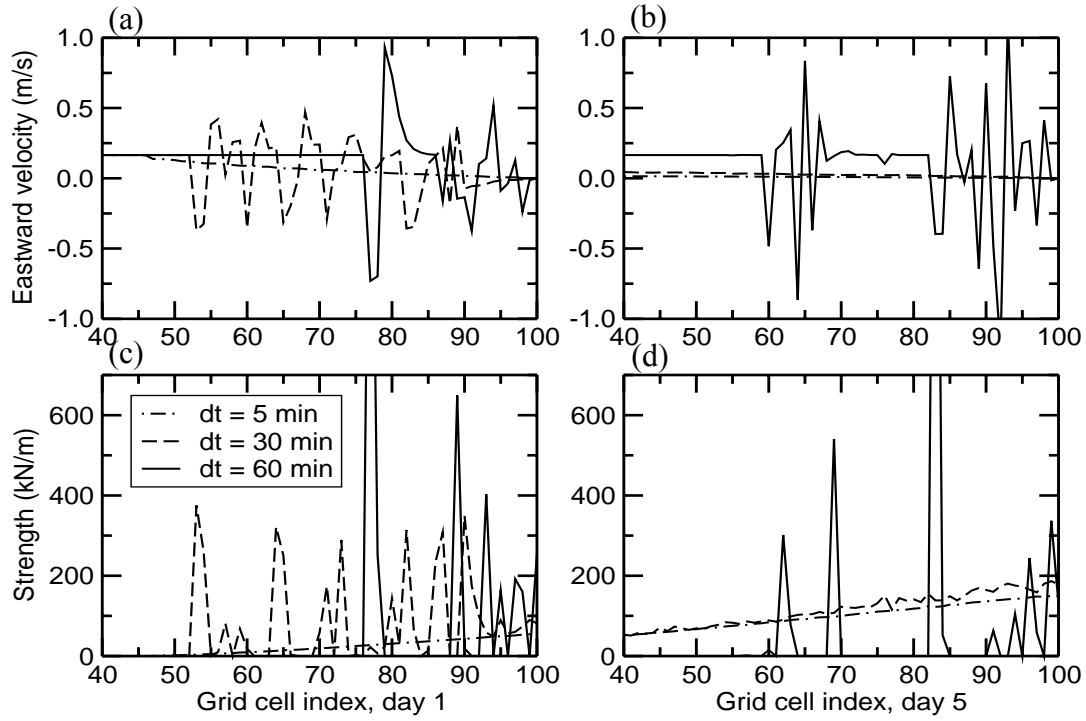 (a)
(b)
Eastward velocity (m/s)
1.0
0.5
0.0
-0.5
-1.0
40 50 60 70 80 90 100
1.0
0.5
0.0
-0.5
-1.0
40 50 60 70 80 90 100
(c)
(d)
Strength (kN/m)
600
400
200
0
dt = 5 min
dt = 30 min
dt = 60 min
40 50 60 70 80 90 100
Grid cell index, day 1
600
400
200
0
40 50 60 70 80 90 100
Grid cell index, day 5